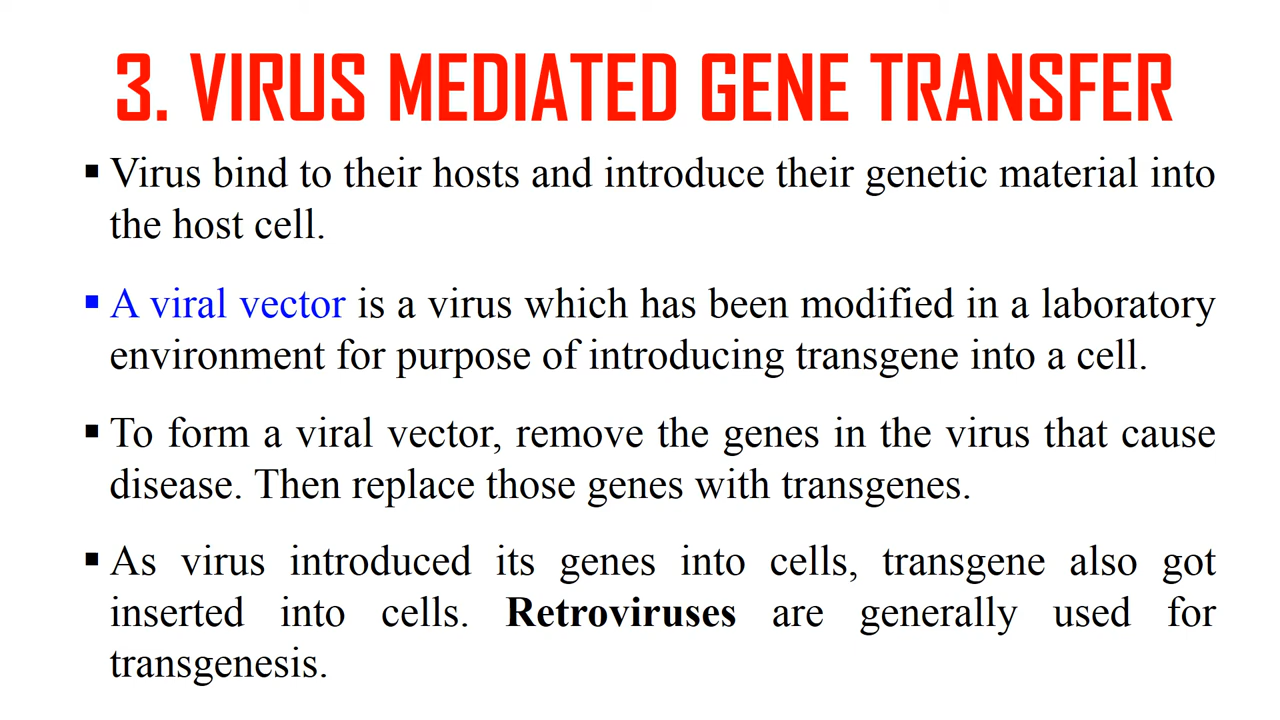 3. VIRUS MEDIATED GENE TRANSFER
▪ Virus bind to their hosts and introduce their genetic material into
the host cell.
▪ A viral vector is a virus which has been modified in a laboratory
environment for purpose of introducing transgene into a cell.
▪ To form a viral vector, remove the genes in the virus that cause
disease. Then replace those genes with transgenes.
▪ As virus introduced its genes into cells, transgene also got
inserted into cells. Retroviruses are generally used for
transgenesis.